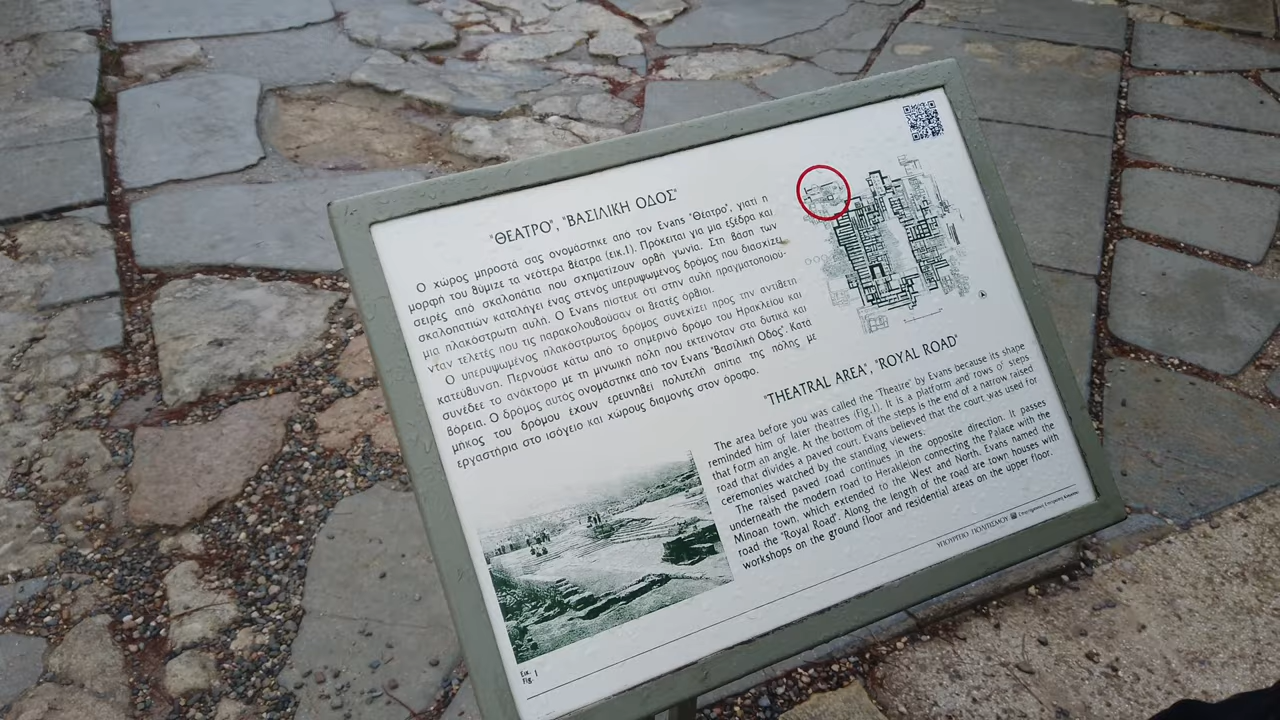 "ΘΕΑΤΡΟ", "ΒΑΣΙΛΙΚΗ ΟΔΟΣ"
Ο χώρος μπροστά σας ονομάστηκε από τον Evans "Θέατρο", γιατί η
μορφή του θύμιζε τα νεότερα θέατρα (εικ.1). Πρόκειται για μια εξέδρα και
σειρές από σκαλοπάτια που σχηματίζουν ορθή γωνία. Στη βάση των
σκαλοπατιών καταλήγει ένας στενός υπερυψωμένος δρόμος που διασχίζει
μια πλακόστρωτη αυλή. Ο Evans πίστευε ότι στην αυλή πραγματοποιού-
νταν τελετές που τις παρακολουθούσαν οι θεατές όρθιοι.
Ο υπερυψωμένος πλακόστρωτος δρόμος συνεχίζει προς την αντίθετη
κατεύθυνση. Περνούσε κάτω από το σημερινό δρόμο του Ηρακλείου και
συνέδεε το ανάκτορο με τη μινωική πόλη που εκτεινόταν στα δυτικά και
βόρεια. Ο δρόμος αυτός ονομάστηκε από τον Evans "Βασιλική Οδός". Κατά
μήκος του δρόμου έχουν ερευνηθεί πολυτελή σπίτια της πόλης με
εργαστήρια στο ισόγειο και χώρους διαμονής στον όροφο.
"THEATRAL AREA", "ROYAL ROAD"
The area before you was called the "Theatre" by Evans because its shape
reminded him of later theatres (Fig.1). It is a platform and rows of steps
that form an angle. At the bottom of the steps is the end of a narrow raised
road that divides a paved court. Evans believed that the court was used for
ceremonies watched by the standing viewers.
The raised paved road continues in the opposite direction. It passes
underneath the modern road to Herakleion connecting the Palace with the
Minoan town, which extended to the West and North. Evans named the
road the "Royal Road". Along the length of the road are town houses with
workshops on the ground floor and residential areas on the upper floor.
Εικ. 1
Fig. 1
ΥΠΟΥΡΓΕΙΟ ΠΟΛΙΤΙΣΜΟΥ